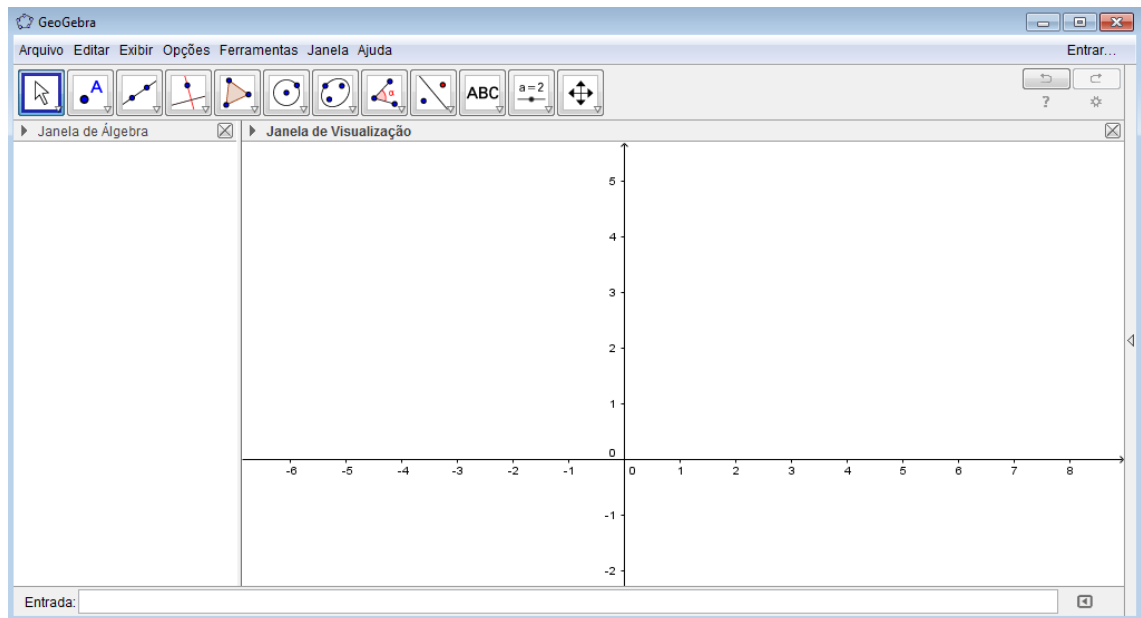 GeoGebra
Arquivo Editar Exibir Opções Ferramentas Janela Ajuda Entrar...
A α ABC a=2
?
Janela de Álgebra Janela de Visualização
5
4
3
2
1
0
-6 -5 -4 -3 -2 -1 0 1 2 3 4 5 6 7 8
-1
-2
Entrada: